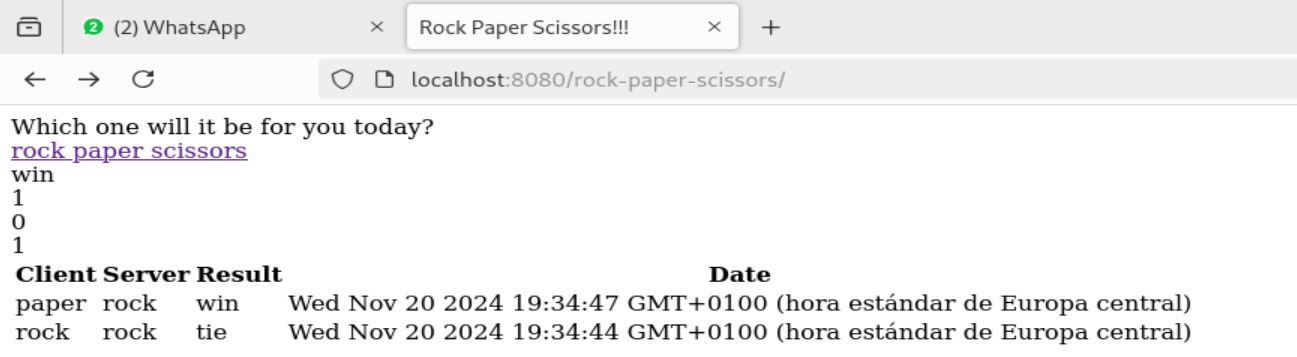 2 (2) WhatsApp Rock Paper Scissors!!!
localhost:8080/rock-paper-scissors/
Which one will it be for you today?
rock paper scissors
win
1
0
1
Client Server Result Date
paper rock win Wed Nov 20 2024 19:34:47 GMT+0100 (hora estándar de Europa central)
rock rock tie Wed Nov 20 2024 19:34:44 GMT+0100 (hora estándar de Europa central)